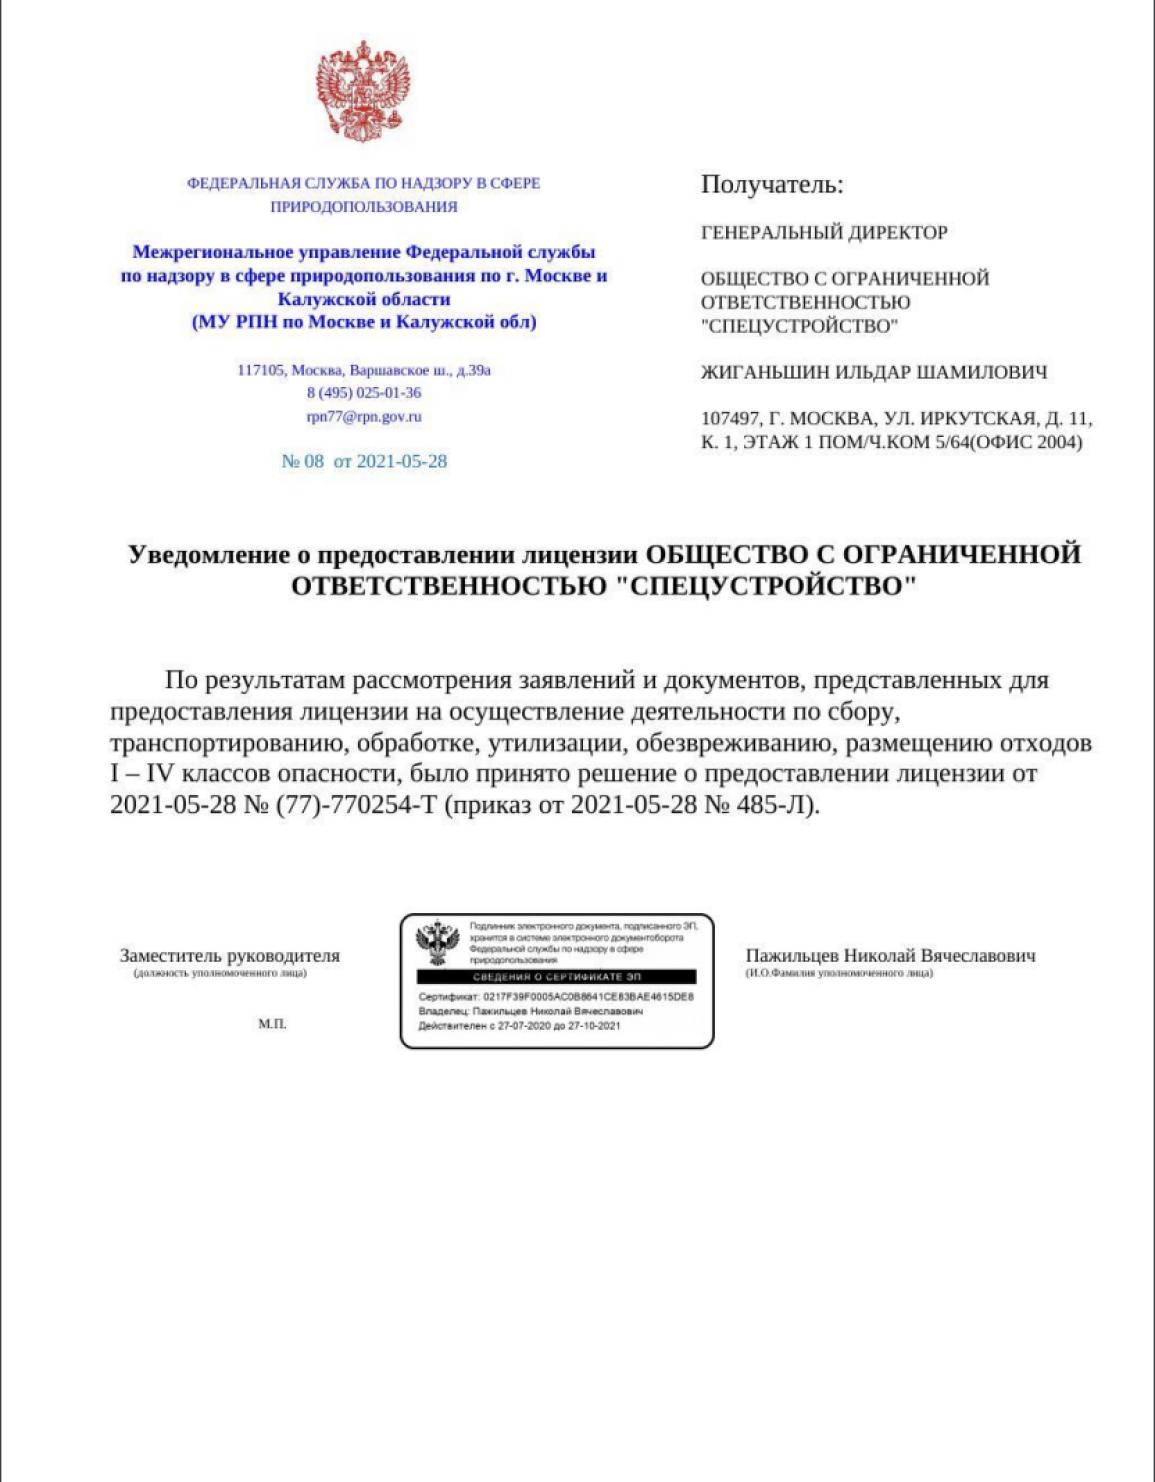 ФЕДЕРАЛЬНАЯ СЛУЖБА ПО НАДЗОРУ В СФЕРЕ
ПРИРОДОПОЛЬЗОВАНИЯ
Межрегиональное управление Федеральной службы
по надзору в сфере природопользования по г. Москве и
Калужской области
(МУ РПН по Москве и Калужской обл)
117105, Москва, Варшавское ш., д.39а
8 (495) 025-01-36
rpn77@rpn.gov.ru
№ 08 от 2021-05-28
Получатель:
ГЕНЕРАЛЬНЫЙ ДИРЕКТОР
ОБЩЕСТВО С ОГРАНИЧЕННОЙ
ОТВЕТСТВЕННОСТЬЮ
"СПЕЦУСТРОЙСТВО"
ЖИГАНЬШИН ИЛЬДАР ШАМИЛОВИЧ
107497, Г. МОСКВА, УЛ. ИРКУТСКАЯ, Д. 11,
К. 1, ЭТАЖ 1 ПОМ/Ч.КОМ 5/64(ОФИС 2004)
Уведомление о предоставлении лицензии ОБЩЕСТВО С ОГРАНИЧЕННОЙ
ОТВЕТСТВЕННОСТЬЮ "СПЕЦУСТРОЙСТВО"
По результатам рассмотрения заявлений и документов, представленных для
предоставления лицензии на осуществление деятельности по сбору,
транспортированию, обработке, утилизации, обезвреживанию, размещению отходов
I – IV классов опасности, было принято решение о предоставлении лицензии от
2021-05-28 № (77)-770254-Т (приказ от 2021-05-28 № 485-Л).
Заместитель руководителя
(должность уполномоченного лица)
М.П.
Подлинник электронного документа, подписанного ЭП,
хранится в системе электронного документоборота
Федеральной службы по надзору в сфере
природопользования
СВЕДЕНИЯ О СЕРТИФИКАТЕ ЭП
Сертификат: 0217F39F0005AC0B8641CE83BAE4615DE8
Владелец: Пажильцев Николай Вячеславович
Действителен с 27-07-2020 до 27-10-2021
Пажильцев Николай Вячеславович
(И.О.Фамилия уполномоченного лица)